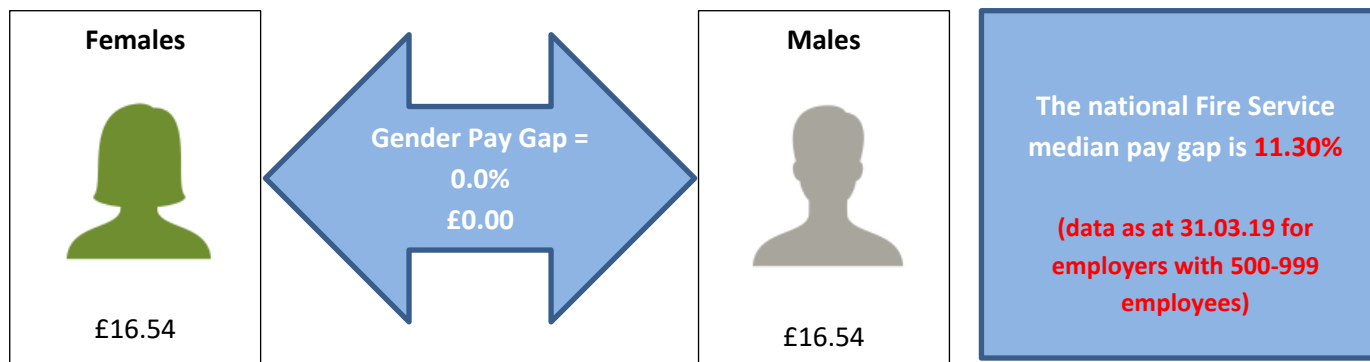 Females
£16.54
Gender Pay Gap =
0.0%
£0.00
Males
£16.54
The national Fire Service
median pay gap is 11.30%
(data as at 31.03.19 for
employers with 500-999
employees)